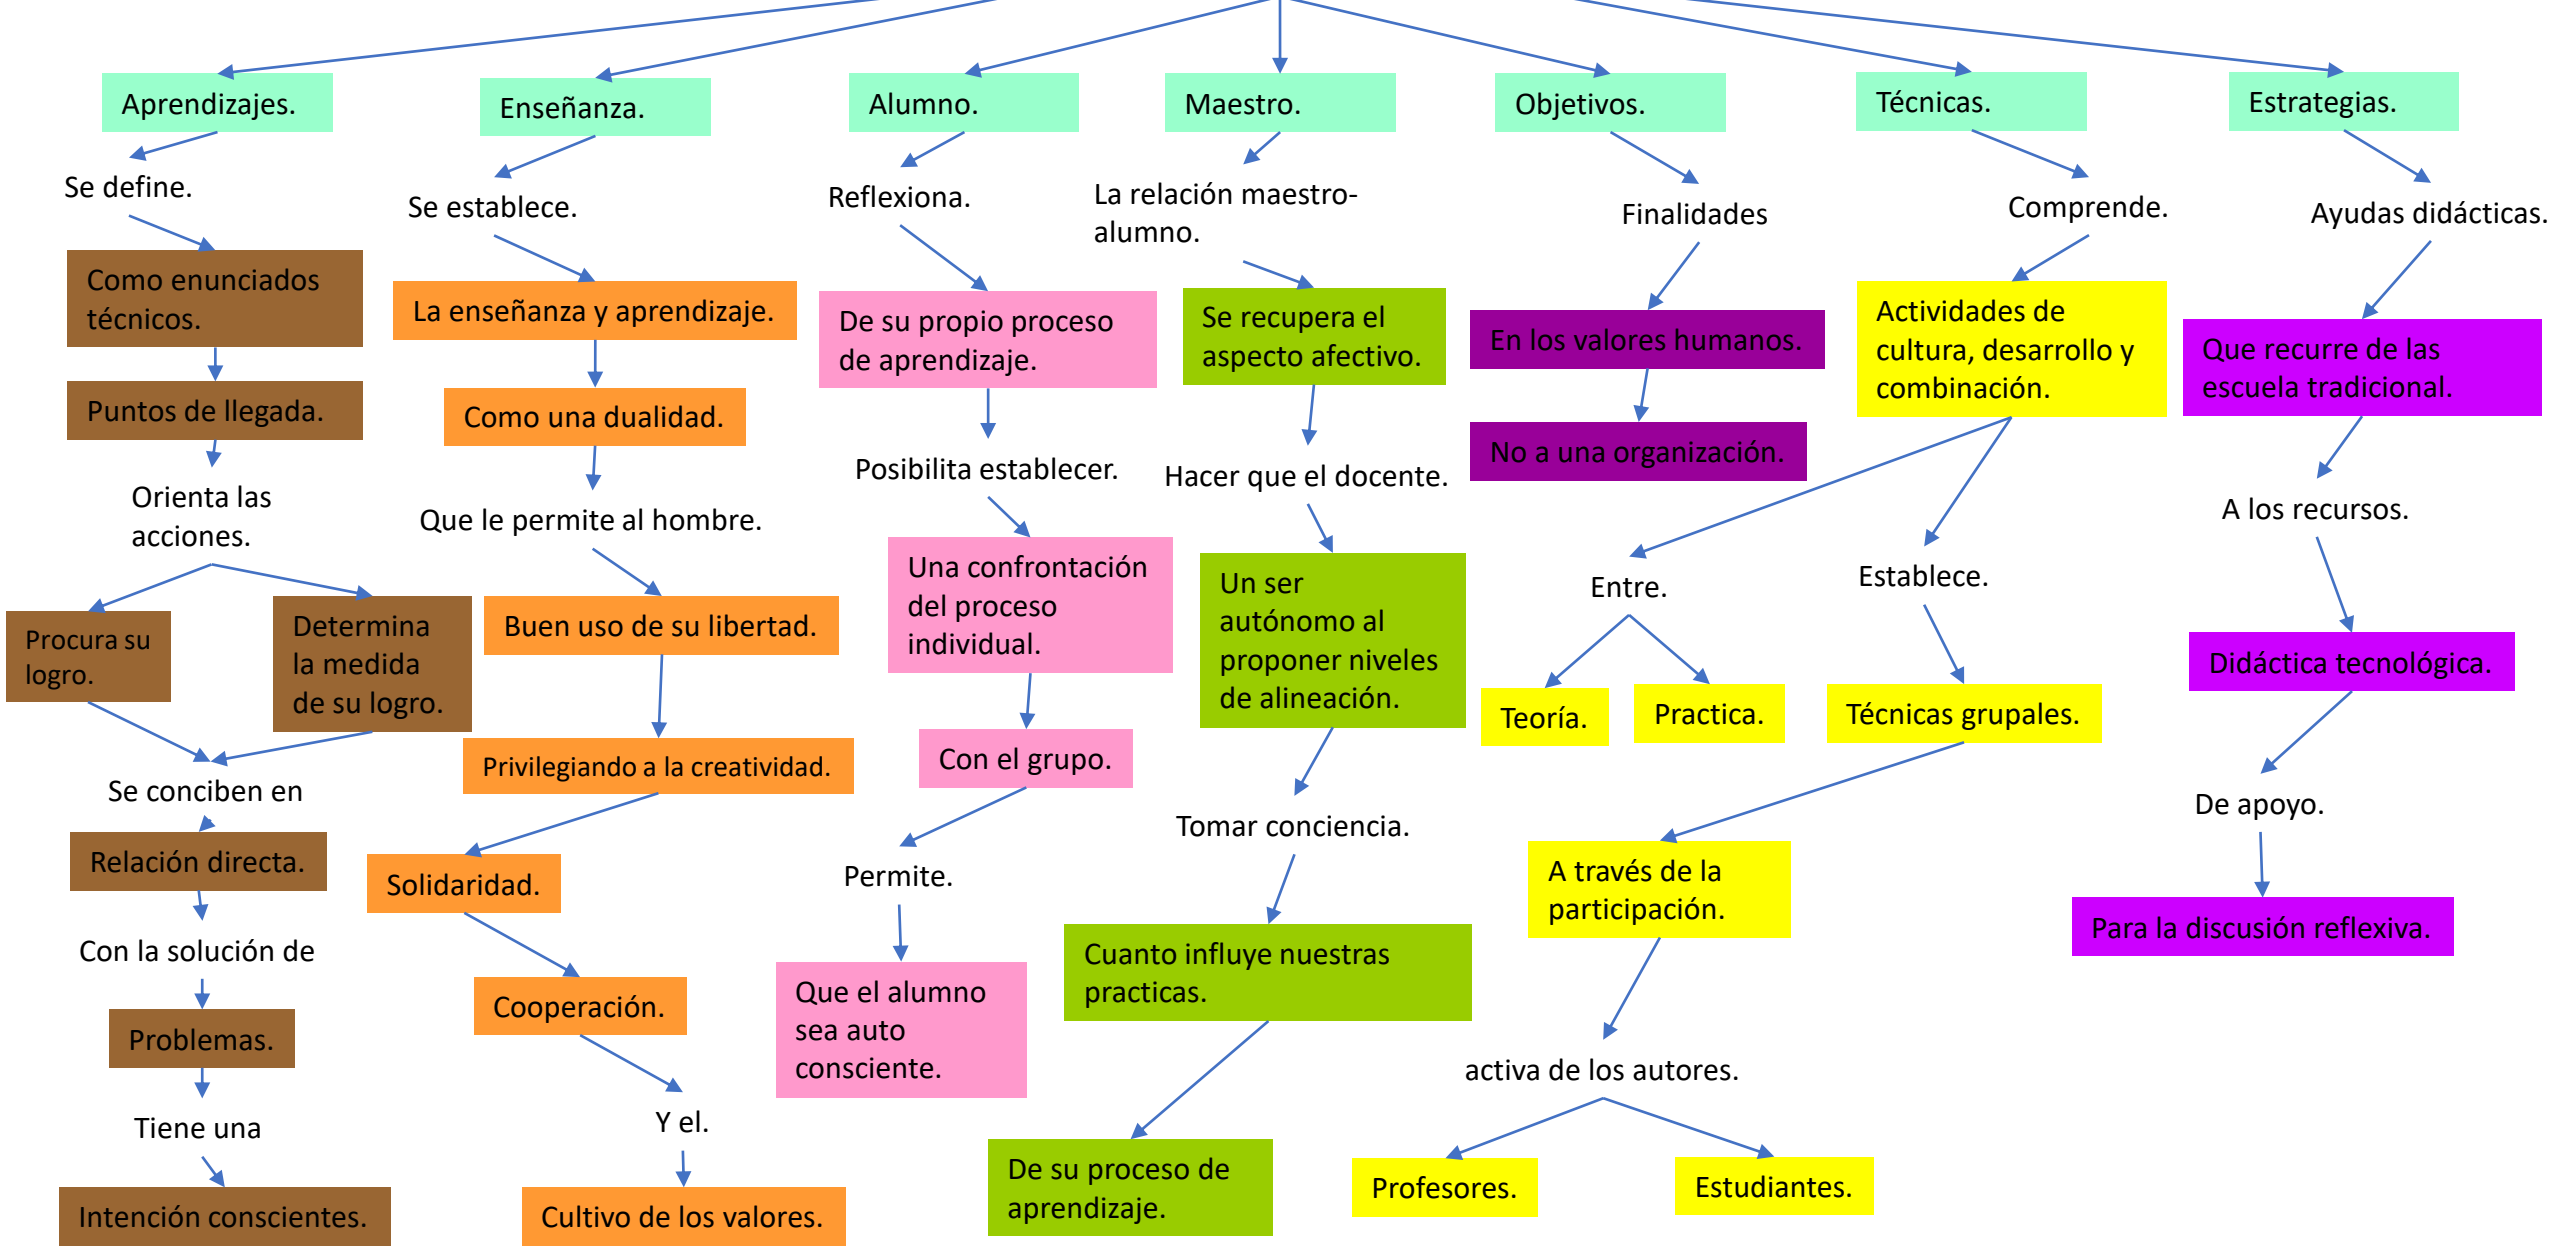 Aprendizajes.
Se define.
Como enunciados
técnicos.
Puntos de llegada.
Orienta las
acciones.
Procura su
logro.
Determina
la medida
de su logro.
Se conciben en
Relación directa.
Con la solución de
Problemas.
Tiene una
Intención conscientes.
Enseñanza.
Se establece.
La enseñanza y aprendizaje.
Como una dualidad.
Que le permite al hombre.
Buen uso de su libertad.
Privilegiando a la creatividad.
Solidaridad.
Cooperación.
Y el.
Cultivo de los valores.
Alumno.
Reflexiona.
De su propio proceso
de aprendizaje.
Posibilita establecer.
Una confrontación
del proceso
individual.
Con el grupo.
Permite.
Que el alumno
sea auto
consciente.
Maestro.
La relación maestro-
alumno.
Se recupera el
aspecto afectivo.
Hacer que el docente.
Un ser
autónomo al
proponer niveles
de alineación.
Tomar conciencia.
Cuanto influye nuestras
practicas.
De su proceso de
aprendizaje.
Objetivos.
Finalidades
En los valores humanos.
No a una organización.
Técnicas.
Comprende.
Actividades de
cultura, desarrollo y
combinación.
Entre.
Teoría.
Practica.
Establece.
Técnicas grupales.
A través de la
participación.
activa de los autores.
Profesores.
Estudiantes.
Estrategias.
Ayudas didácticas.
Que recurre de las
escuela tradicional.
A los recursos.
Didáctica tecnológica.
De apoyo.
Para la discusión reflexiva.